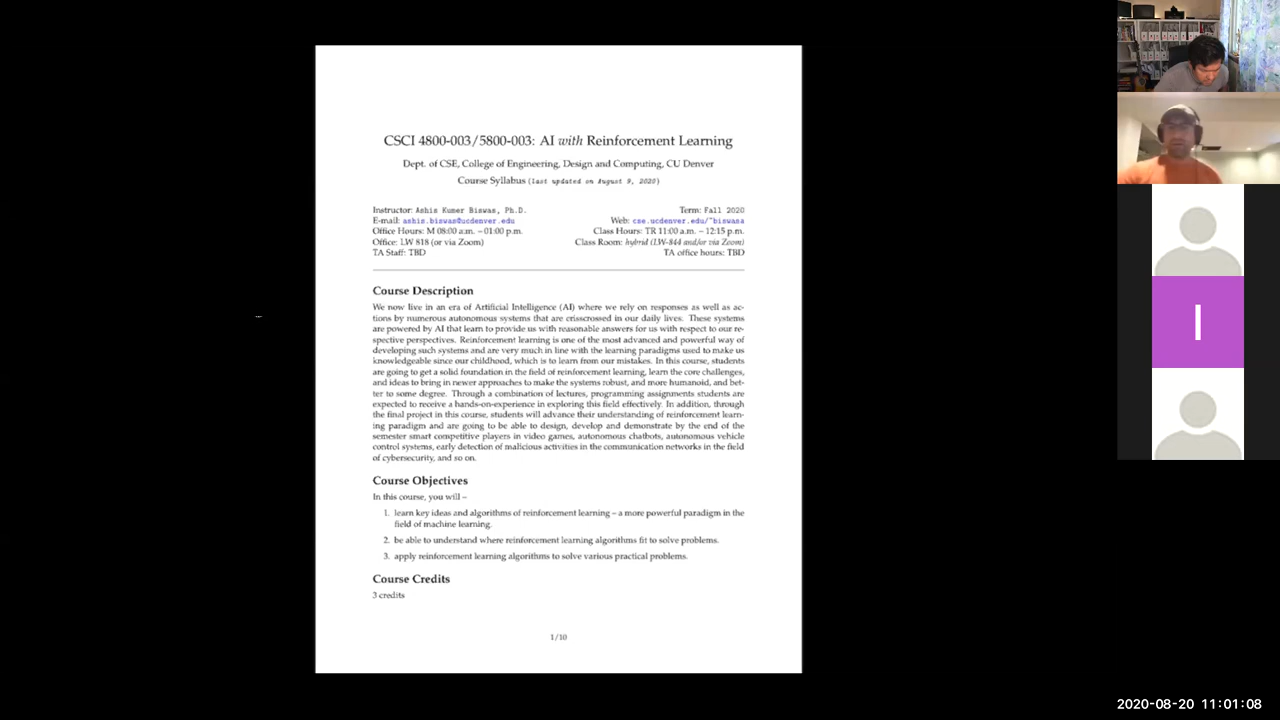 CSCI 4800-003/5800-003: AI with Reinforcement Learning
Dept. of CSE, College of Engineering, Design and Computing, CU Denver
Course Syllabus (last updated on August 9, 2020)
Instructor: Ashis Kumer Biswas, Ph.D.
Term: Fall 2020
E-mail: ashis.biswas@ucdenver.edu
Web: cse.ucdenver.edu/~biswasa
Office Hours: M 08:00 a.m. – 01:00 p.m.
Class Hours: TR 11:00 a.m. – 12:15 p.m.
Office: LW 818 (or via Zoom)
Class Room: hybrid (LW-844 and/or via Zoom)
TA Staff: TBD
TA office hours: TBD
Course Description
We now live in an era of Artificial Intelligence (AI) where we rely on responses as well as ac-
tions by numerous autonomous systems that are crisscrossed in our daily lives. These systems
are powered by AI that learn to provide us with reasonable answers for us with respect to our re-
spective perspectives. Reinforcement learning is one of the most advanced and powerful way of
developing such systems and are very much in line with the learning paradigms used to make us
knowledgeable since our childhood, which is to learn from our mistakes. In this course, students
are going to get a solid foundation in the field of reinforcement learning, learn the core challenges,
and ideas to bring in newer approaches to make the systems robust, and more humanoid, and bet-
ter to some degree. Through a combination of lectures, programming assignments students are
expected to receive a hands-on-experience in exploring this field effectively. In addition, through
the final project in this course, students will advance their understanding of reinforcement learn-
ing paradigm and are going to be able to design, develop and demonstrate by the end of the
semester smart competitive players in video games, autonomous chatbots, autonomous vehicle
control systems, early detection of malicious activities in the communication networks in the field
of cybersecurity, and so on.
Course Objectives
In this course, you will –
1. learn key ideas and algorithms of reinforcement learning – a more powerful paradigm in the
field of machine learning.
2. be able to understand where reinforcement learning algorithms fit to solve problems.
3. apply reinforcement learning algorithms to solve various practical problems.
Course Credits
3 credits
1/10
I
2020-08-20 11:01:08